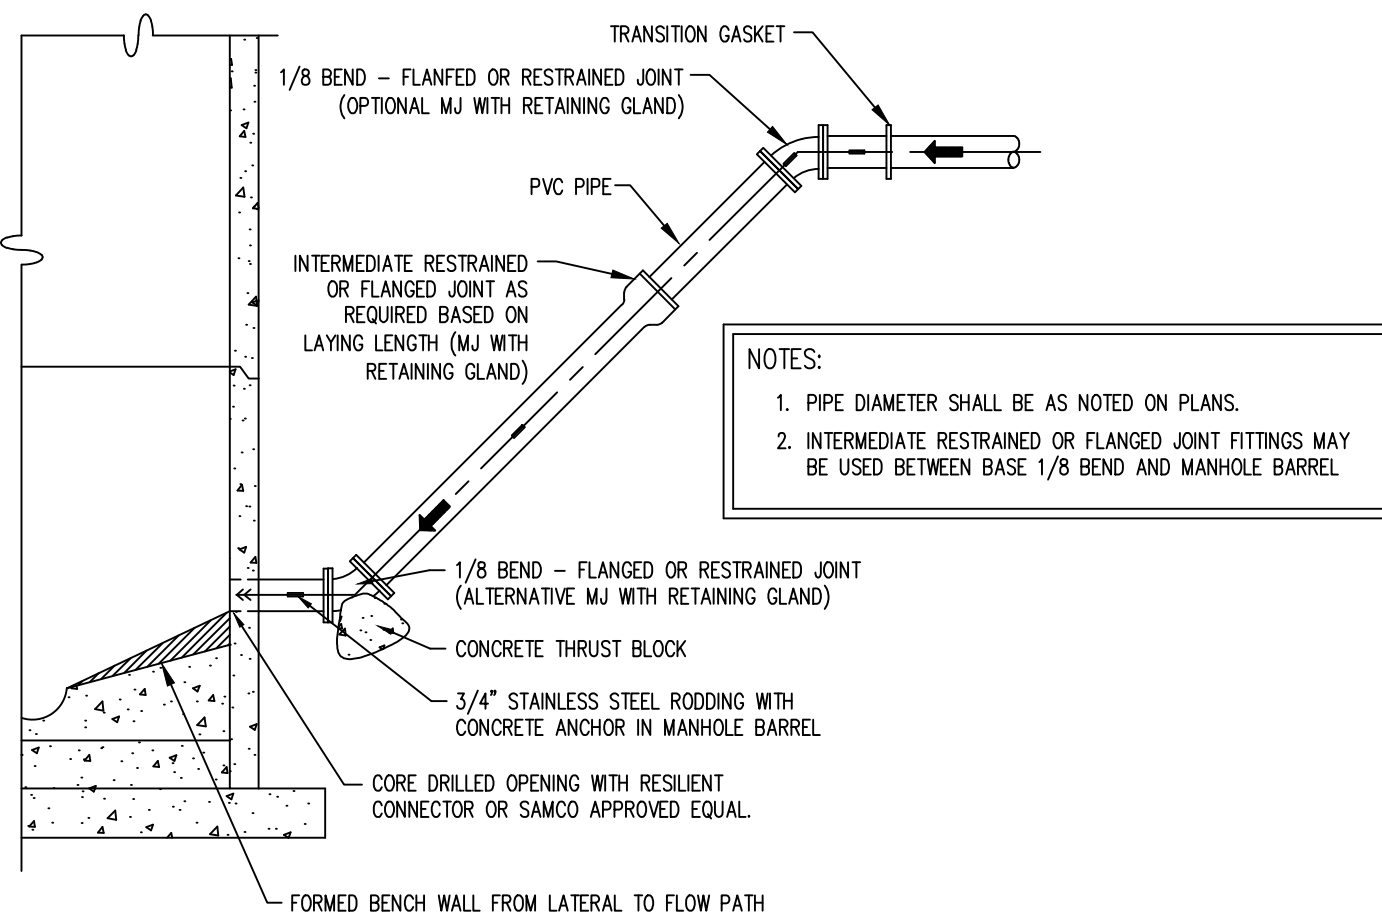 TRANSITION GASKET
1/8 BEND – FLANFED OR RESTRAINED JOINT
(OPTIONAL MJ WITH RETAINING GLAND)
PVC PIPE
INTERMEDIATE RESTRAINED
OR FLANGED JOINT AS
REQUIRED BASED ON
LAYING LENGTH (MJ WITH
RETAINING GLAND)
NOTES:
1. PIPE DIAMETER SHALL BE AS NOTED ON PLANS.
2. INTERMEDIATE RESTRAINED OR FLANGED JOINT FITTINGS MAY
BE USED BETWEEN BASE 1/8 BEND AND MANHOLE BARREL
1/8 BEND – FLANGED OR RESTRAINED JOINT
(ALTERNATIVE MJ WITH RETAINING GLAND)
CONCRETE THRUST BLOCK
3/4" STAINLESS STEEL RODDING WITH
CONCRETE ANCHOR IN MANHOLE BARREL
CORE DRILLED OPENING WITH RESILIENT
CONNECTOR OR SAMCO APPROVED EQUAL.
FORMED BENCH WALL FROM LATERAL TO FLOW PATH